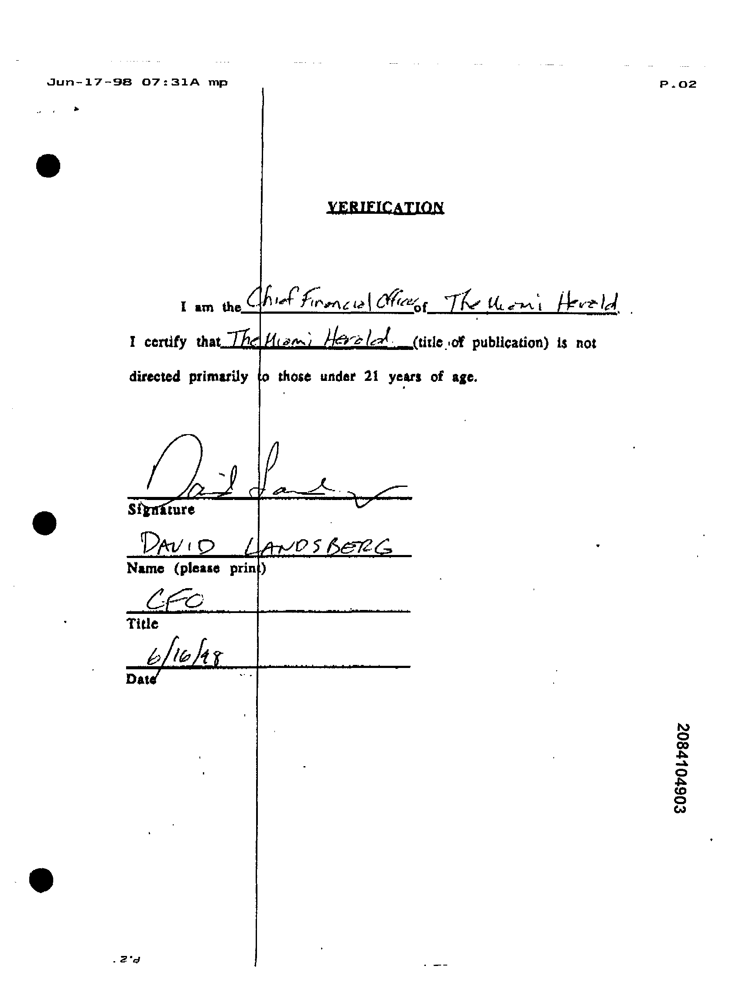 Jun-17-98 07:31A mp P.02
VERIFICATION
I am the Chief Financial Officer of The Miami Herald.
I certify that The Miami Herald (title of publication) is not
directed primarily to those under 21 years of age.
David Land
Signature
DAVID LANDSBERG
Name (please print)
CFO
Title
6/16/98
Date
2084104903
P.2